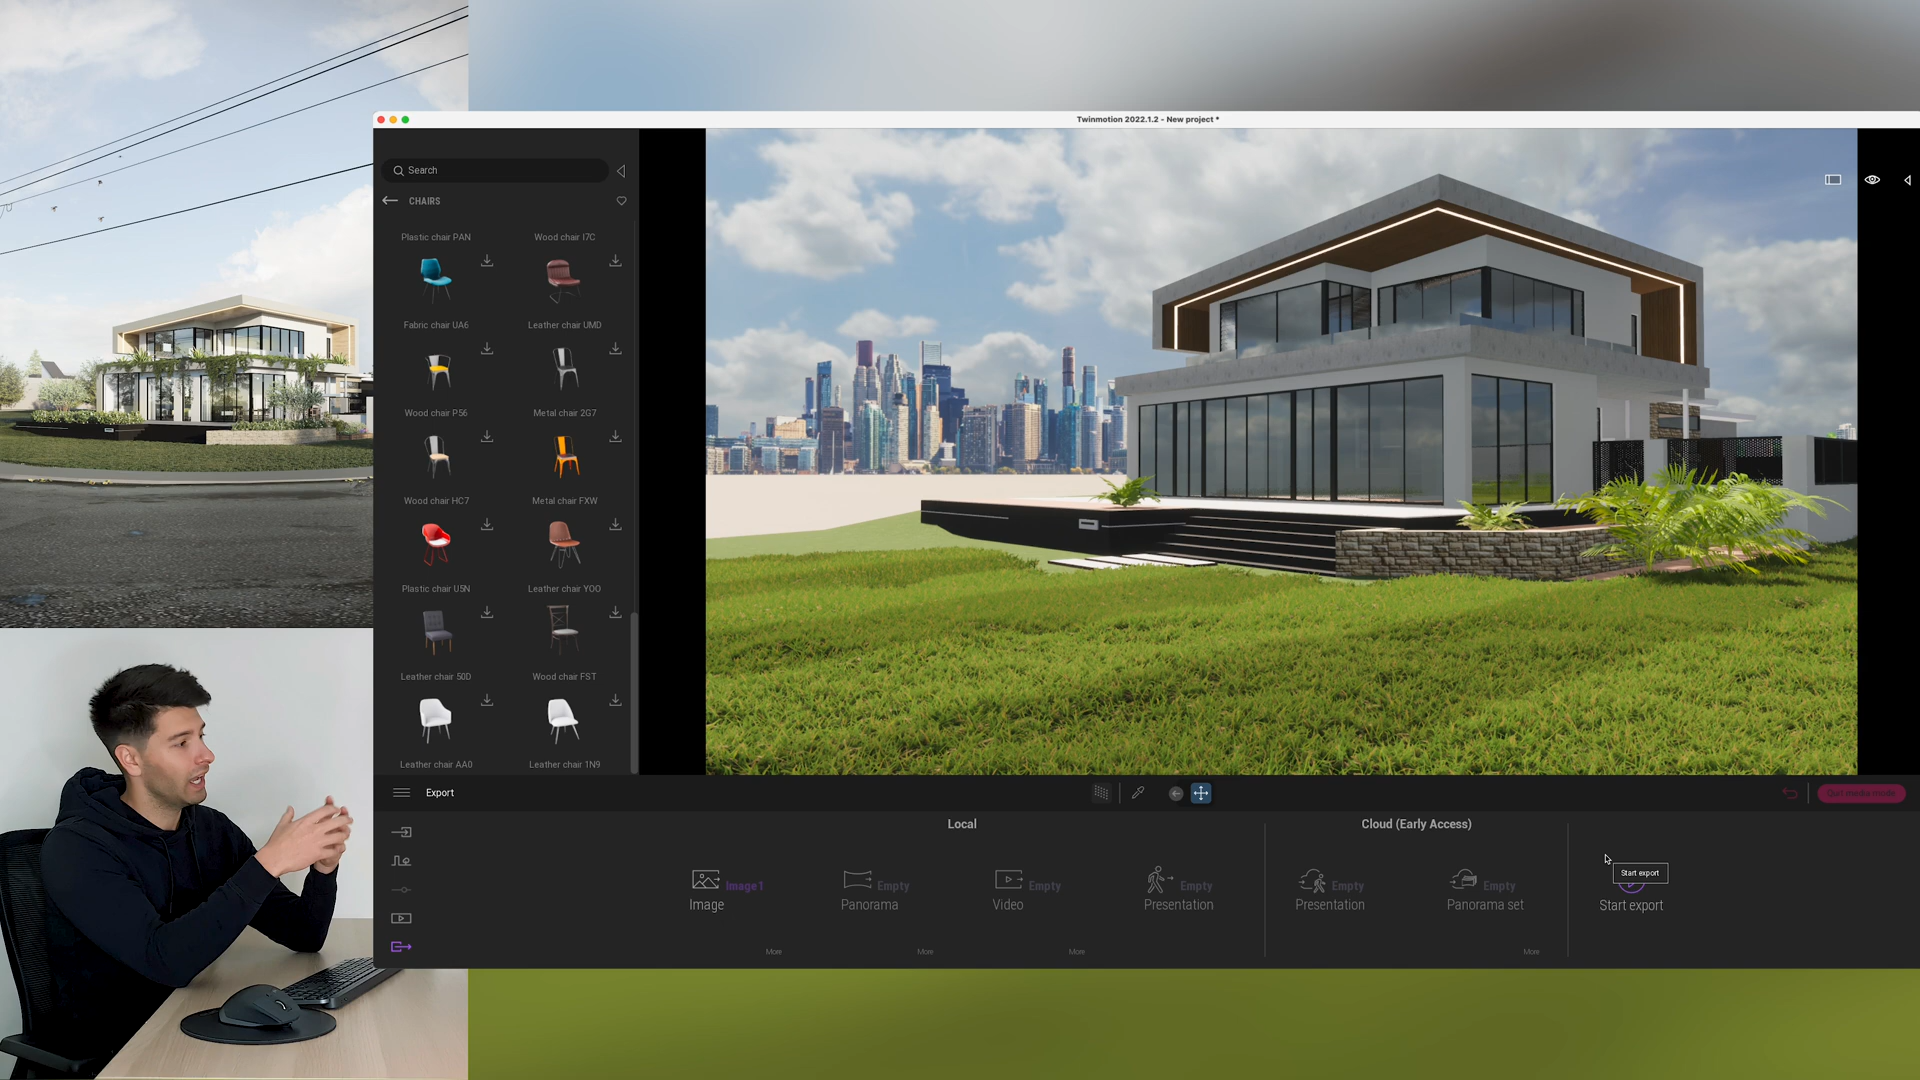 Twinmotion 2022.1.2 - New project *
Search
CHAIRS
Plastic chair PAN
Wood chair I7C
Fabric chair UA6
Leather chair UMD
Wood chair P56
Metal chair 2G7
Wood chair HC7
Metal chair FXW
Plastic chair U5N
Leather chair YOO
Leather chair 50D
Wood chair FST
Leather chair AA0
Leather chair 1N9
Export
Quit media mode
Local
Cloud (Early Access)
Image1
Image
Empty
Panorama
Empty
Video
Empty
Presentation
Empty
Presentation
Empty
Panorama set
Start export
Start export
More
More
More
More